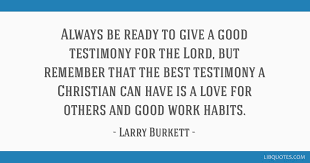 Always be ready to give a good
testimony for the Lord, but
remember that the best testimony a
Christian can have is a love for
others and good work habits.
- Larry Burkett -
LIBQUOTES.COM